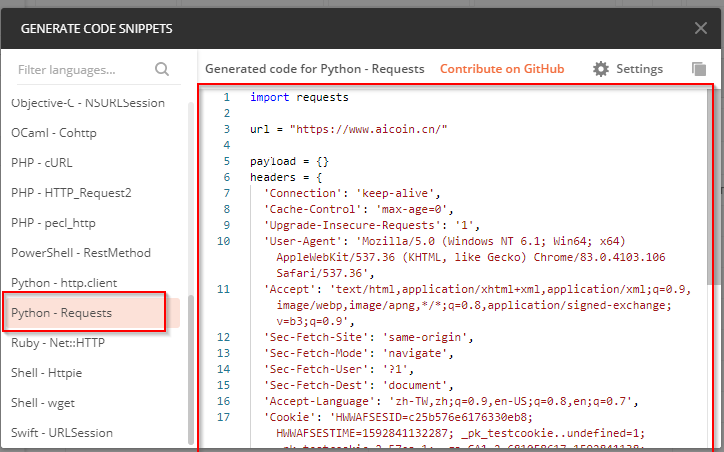 GENERATE CODE SNIPPETS
Filter languages...
Generated code for Python - Requests Contribute on GitHub Settings
Objective-C - NSURLSession
OCaml - Cohttp
PHP - cURL
PHP - HTTP_Request2
PHP - pecl_http
PowerShell - RestMethod
Python - http.client
Python - Requests
Ruby - Net::HTTP
Shell - Httpie
Shell - wget
Swift - URLSession
1 import requests
2
3 url = "https://www.aicoin.cn/"
4
5 payload = {}
6 headers = {
7 'Connection': 'keep-alive',
8 'Cache-Control': 'max-age=0',
9 'Upgrade-Insecure-Requests': '1',
10 'User-Agent': 'Mozilla/5.0 (Windows NT 6.1; Win64; x64)
AppleWebKit/537.36 (KHTML, like Gecko) Chrome/83.0.4103.106
Safari/537.36',
11 'Accept': 'text/html,application/xhtml+xml,application/xml;q=0.9,
image/webp,image/apng,*/*;q=0.8,application/signed-exchange;
v=b3;q=0.9',
12 'Sec-Fetch-Site': 'same-origin',
13 'Sec-Fetch-Mode': 'navigate',
14 'Sec-Fetch-User': '?1',
15 'Sec-Fetch-Dest': 'document',
16 'Accept-Language': 'zh-TW,zh;q=0.9,en-US;q=0.8,en;q=0.7',
17 'Cookie': 'HWWAFSESID=c25b576e6176330eb8;
HWWAFSESTIME=1592841132287; _pk_testcookie..undefined=1;